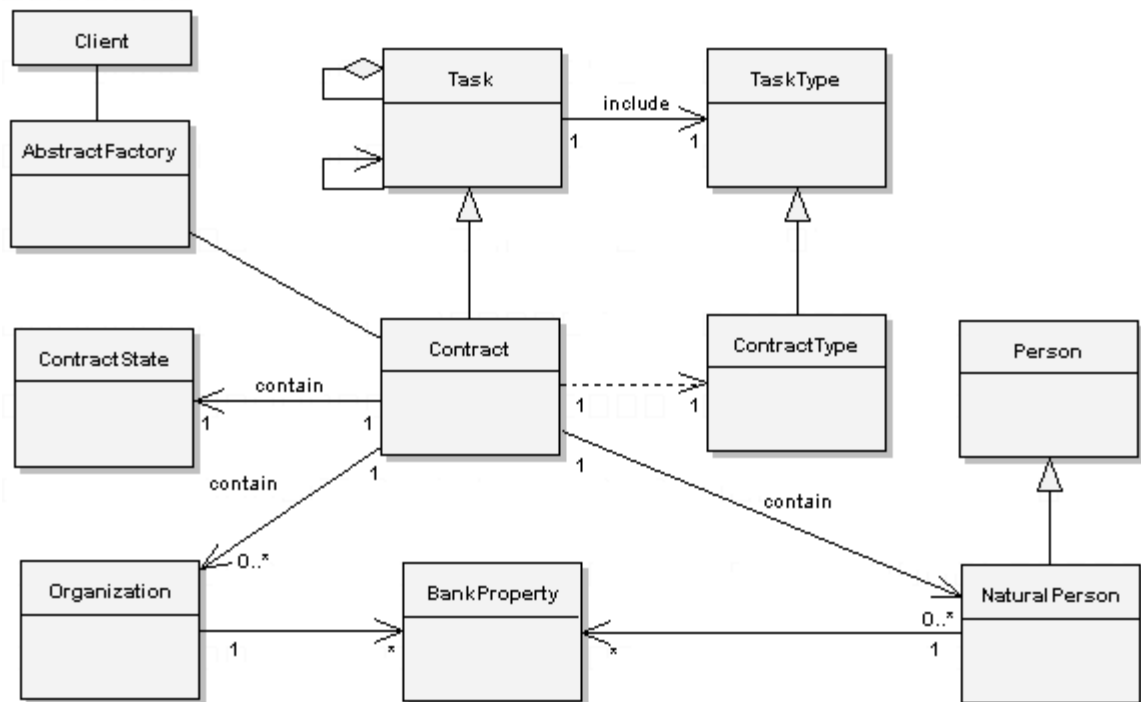 Client
Task
TaskType
include
1 1
AbstractFactory
Contract
ContractType
Person
ContractState
contain
1 1
1 1
1
1
contain
contain
0..*
Organization
BankProperty
NaturalPerson
0..*
1
*
*
1